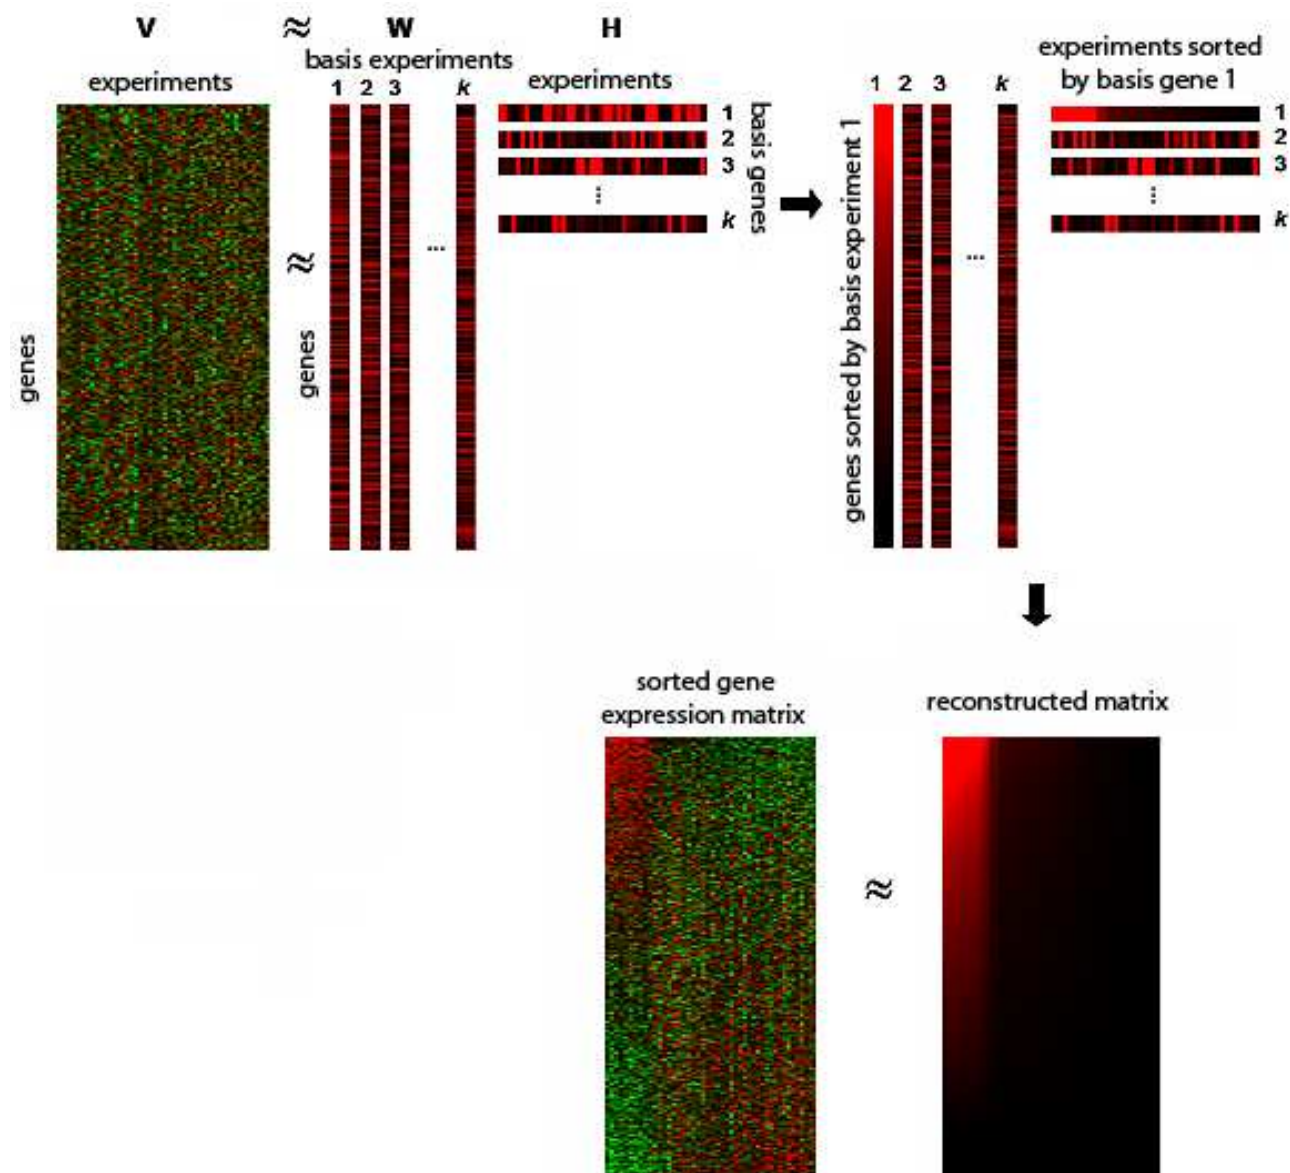 V ≈ W H
experiments
basis experiments
1 2 3 k
experiments
genes
≈
genes
...
1
2
3
...
k
basis genes
1 2 3 k
genes sorted by basis experiment 1
...
experiments sorted
by basis gene 1
1
2
3
...
k
sorted gene
expression matrix
≈
reconstructed matrix